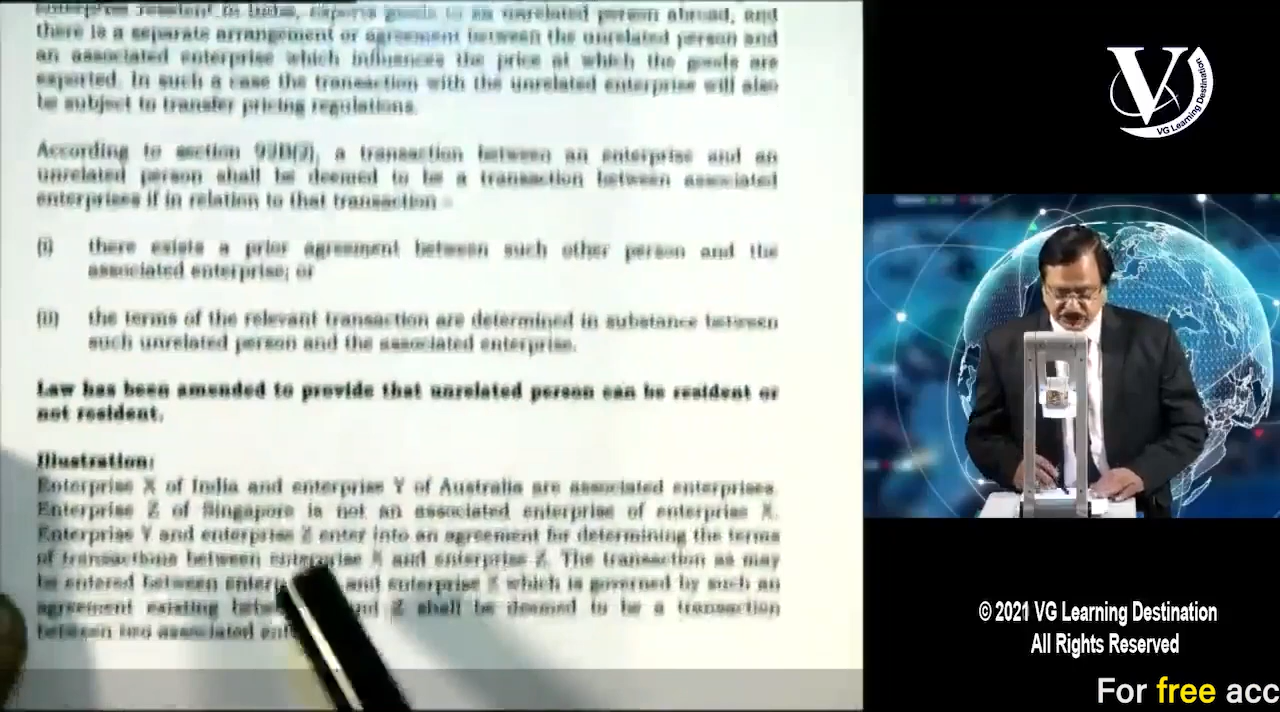 enterprise resident in India, exports goods to an unrelated person abroad, and
there is a separate arrangement or agreement between the unrelated person and
an associated enterprise which influences the price at which the goods are
exported. In such a case the transaction with the unrelated enterprise will also
be subject to transfer pricing regulations.
According to section 92B(2), a transaction between an enterprise and an
unrelated person shall be deemed to be a transaction between associated
enterprises if in relation to that transaction –
(i) there exists a prior agreement between such other person and the
associated enterprise; or
(ii) the terms of the relevant transaction are determined in substance between
such unrelated person and the associated enterprise.
Law has been amended to provide that unrelated person can be resident or
not resident.
Illustration:
Enterprise X of India and enterprise Y of Australia are associated enterprises.
Enterprise Z of Singapore is not an associated enterprise of enterprise X.
Enterprise Y and enterprise Z enter into an agreement for determining the terms
of transactions between enterprise X and enterprise Z. The transaction as may
be entered between and enterprise Z which is governed by such an
agreement existing and Z shall be deemed to be a transaction
between two associated
V
VG Learning Destination
© 2021 VG Learning Destination
All Rights Reserved
For free acc